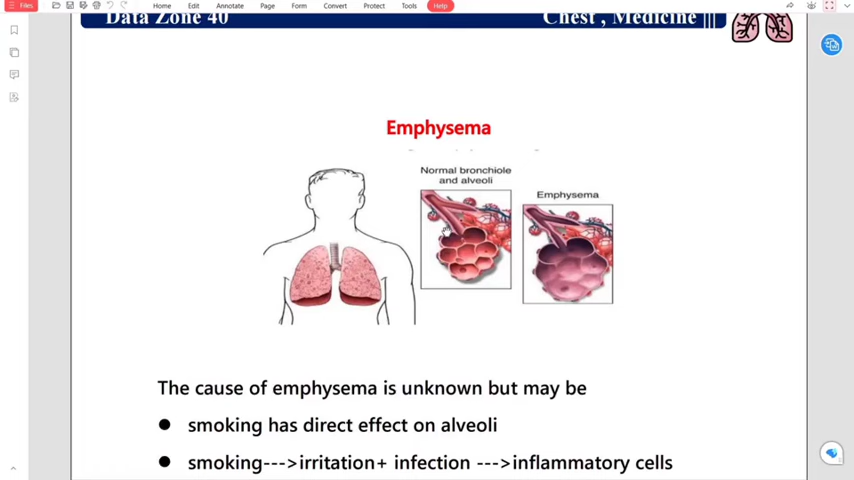 Files Home Edit Annotate Page Form Convert Protect Tools Help
Data Zone 40 Chest , Medicine
Emphysema
Normal bronchiole
and alveoli
Emphysema
The cause of emphysema is unknown but may be
● smoking has direct effect on alveoli
● smoking--->irritation+ infection --->inflammatory cells